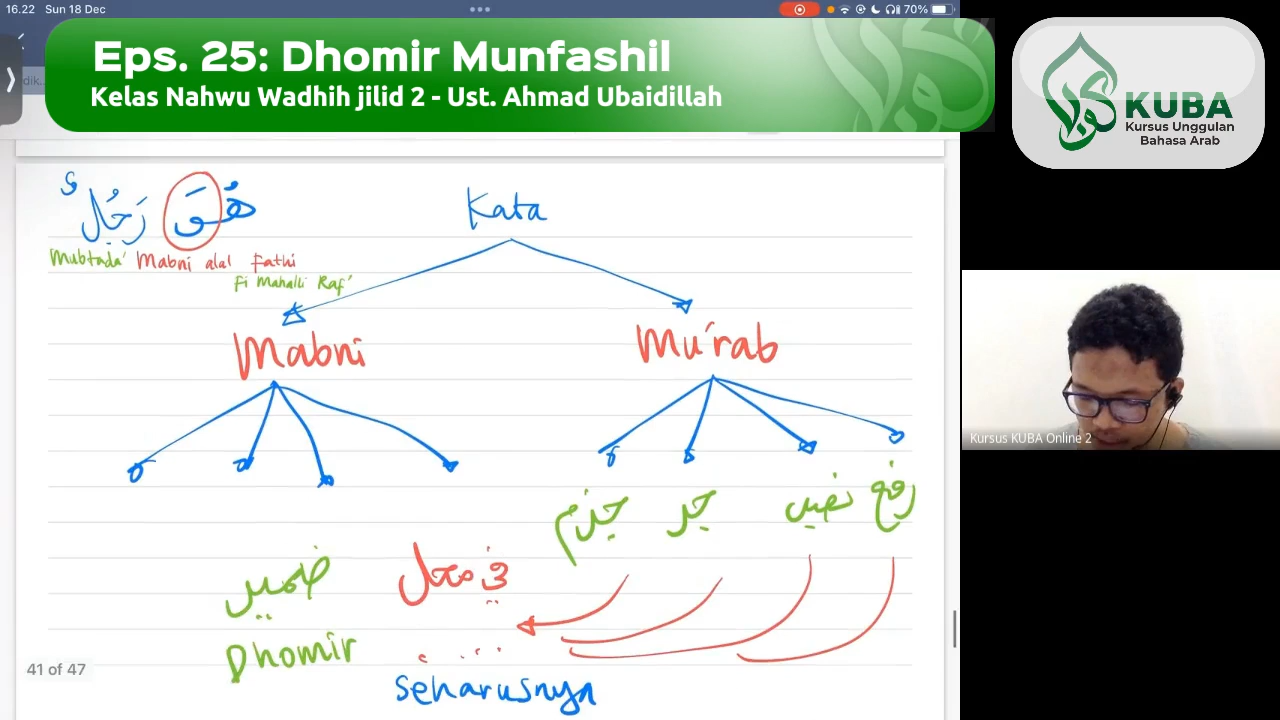 16.22 Sun 18 Dec
70%
Eps. 25: Dhomir Munfashil
Kelas Nahwu Wadhih jilid 2 - Ust. Ahmad Ubaidillah
KUBA
Kursus Unggulan
Bahasa Arab
dik..
هُوَ رَجُلٌ
Mubtada' Mabni alal fathi
fi Mahalli Raf'
Kata
Mabni
Mu'rab
رفع نصب جر جزم
في محل
ضمير
Dhomir
seharusnya
41 of 47
Kursus KUBA Online 2